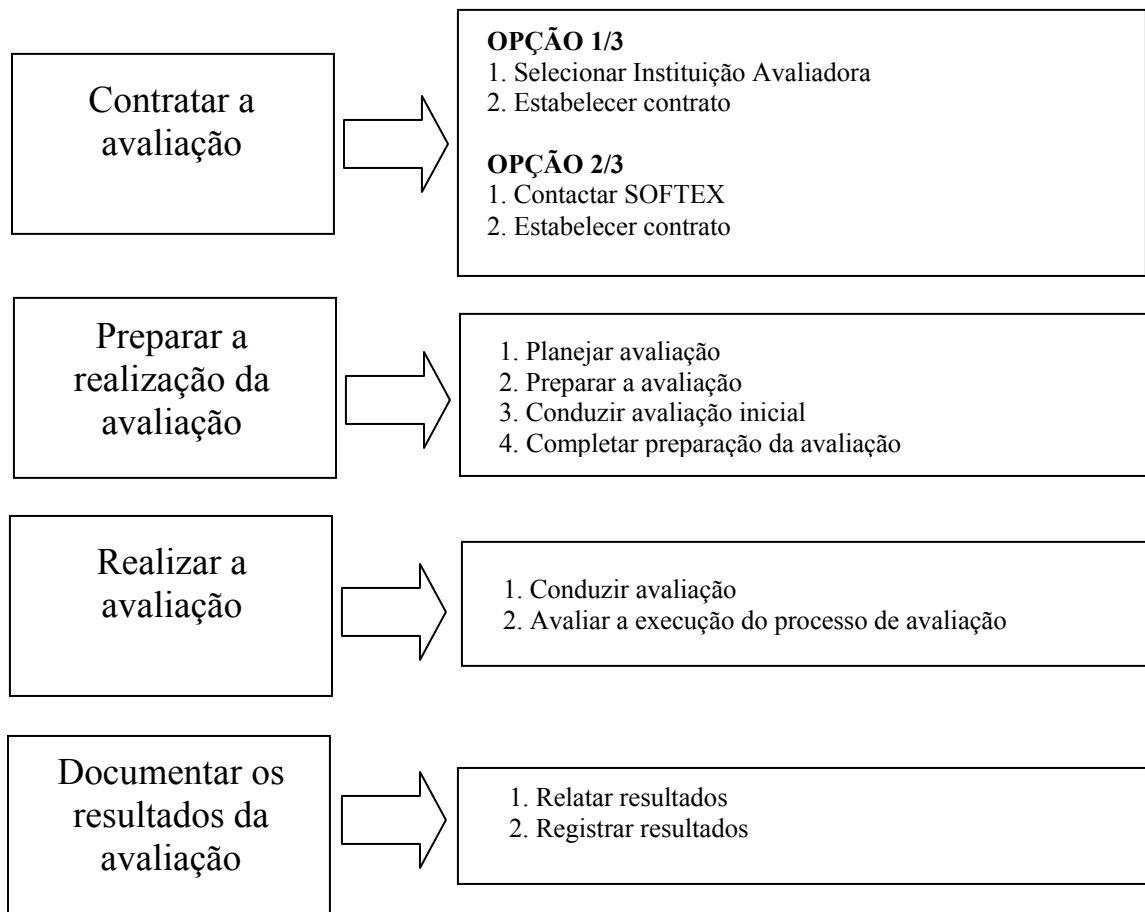 Contratar a
avaliação
OPÇÃO 1/3
1. Selecionar Instituição Avaliadora
2. Estabelecer contrato
OPÇÃO 2/3
1. Contactar SOFTEX
2. Estabelecer contrato
Preparar a
realização da
avaliação
1. Planejar avaliação
2. Preparar a avaliação
3. Conduzir avaliação inicial
4. Completar preparação da avaliação
Realizar a
avaliação
1. Conduzir avaliação
2. Avaliar a execução do processo de avaliação
Documentar os
resultados da
avaliação
1. Relatar resultados
2. Registrar resultados